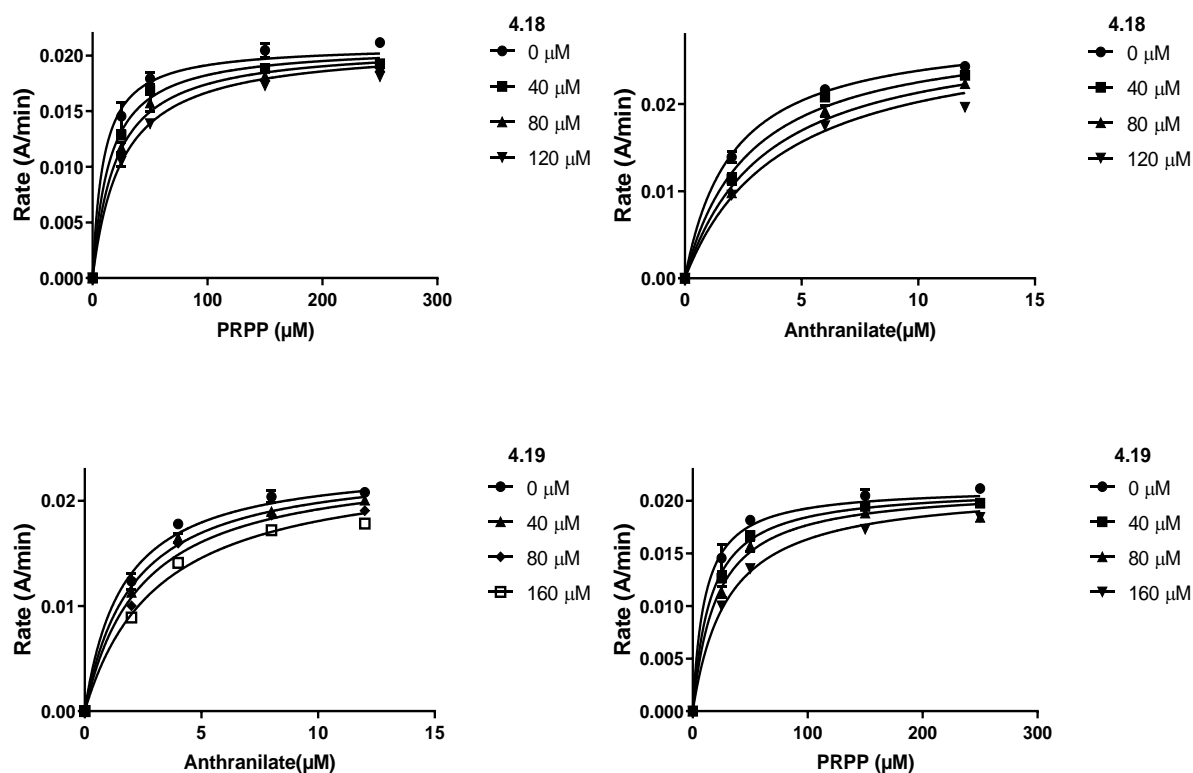 4.18
0 µM
40 µM
80 µM
120 µM
0.020
0.015
0.010
0.005
0.000
Rate (A/min)
0
100
200
300
PRPP (µM)
4.18
0 µM
40 µM
80 µM
120 µM
0.02
0.01
0.00
Rate (A/min)
0
5
10
15
Anthranilate(µM)
4.19
0 µM
40 µM
80 µM
160 µM
0.02
0.01
0.00
Rate (A/min)
0
5
10
15
Anthranilate(µM)
4.19
0 µM
40 µM
80 µM
160 µM
0.020
0.015
0.010
0.005
0.000
Rate (A/min)
0
100
200
300
PRPP (µM)